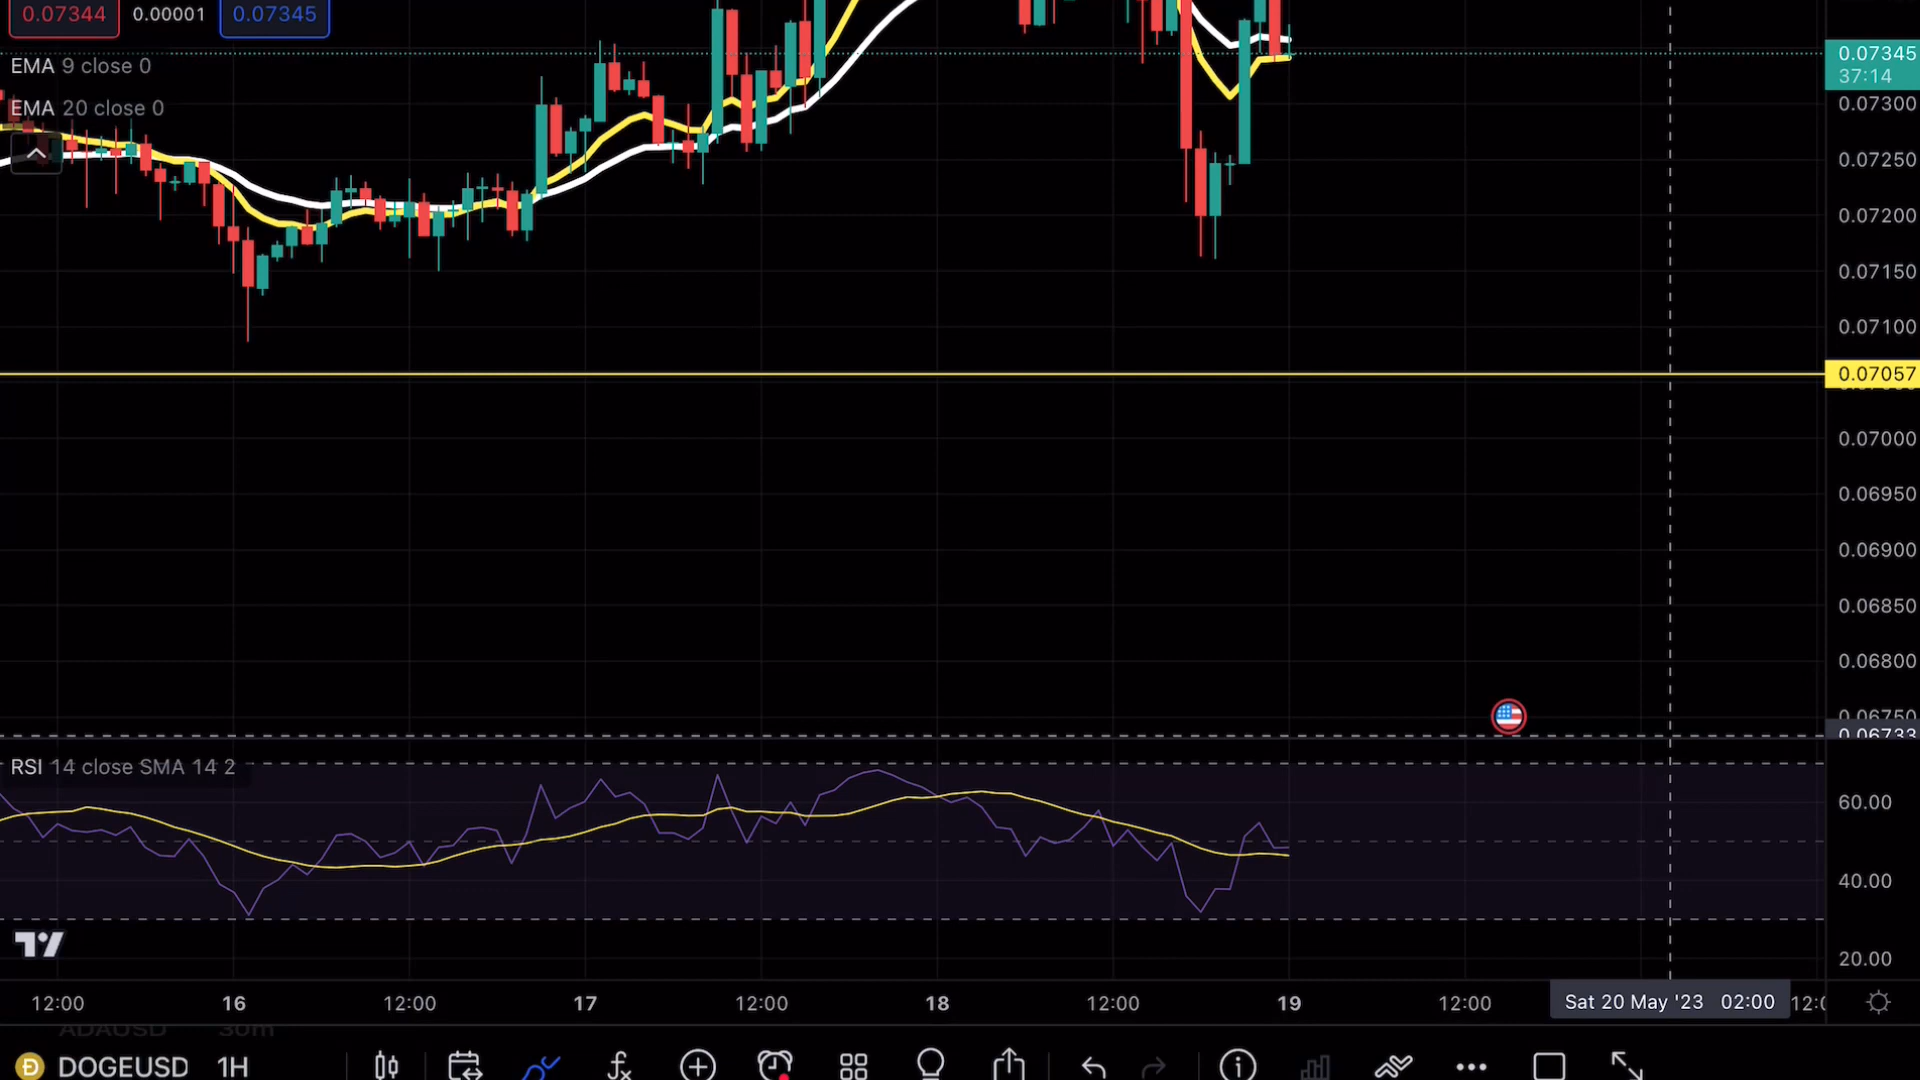 0.07344 0.00001 0.07345
EMA 9 close 0
EMA 20 close 0
0.07345
37:14
0.07300
0.07250
0.07200
0.07150
0.07100
0.07057
0.07000
0.06950
0.06900
0.06850
0.06800
0.06750
0.06733
RSI 14 close SMA 14 2
60.00
40.00
20.00
12:00 16 12:00 17 12:00 18 12:00 19 12:00 Sat 20 May '23 02:00
ADAUSD 30m
DOGEUSD 1H